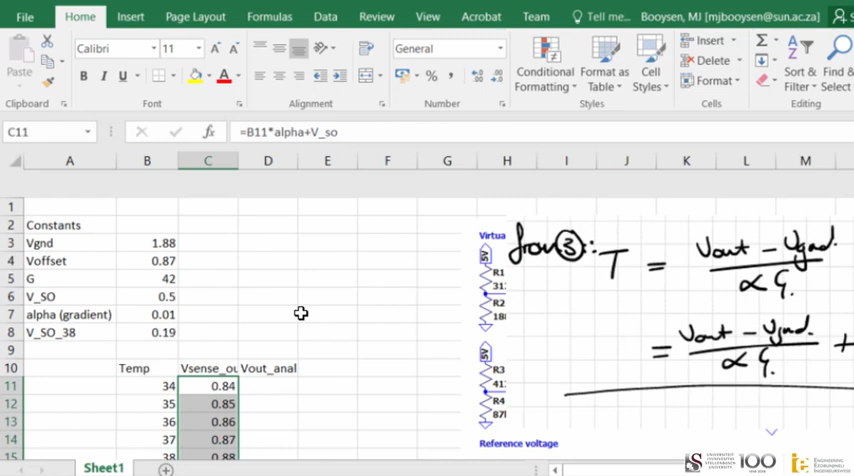 File Home Insert Page Layout Formulas Data Review Acrobat Team Tell me... Booysen, MJ [mjbooysen@sun.ac.za]
Calibri 11 General Insert
Delete
Paste B I U A Conditional Formatting Format as Table Cell Styles Format Sort & Filter Find & Select
Clipboard Font Alignment Number Styles Cells Editing
C11 fx =B11*alpha+V_so
A B C D E F G H I J K L M
1
2 Constants
3 Vgnd 1.88
4 Voffset 0.87
5 G 42
6 V_SO 0.5
7 alpha (gradient) 0.01
8 V_SO_38 0.19
9
10 Temp Vsense_ou Vout_anal
11 34 0.84
12 35 0.85
13 36 0.86
14 37 0.87
15 38 0.88
Virtua
5V
R1
31
R2
18
5V
R3
41
R4
87
Reference voltage
from ③: T = Vout - Vgnd. / α G.
= Vout - Vgnd. / α G. +
Sheet1
100